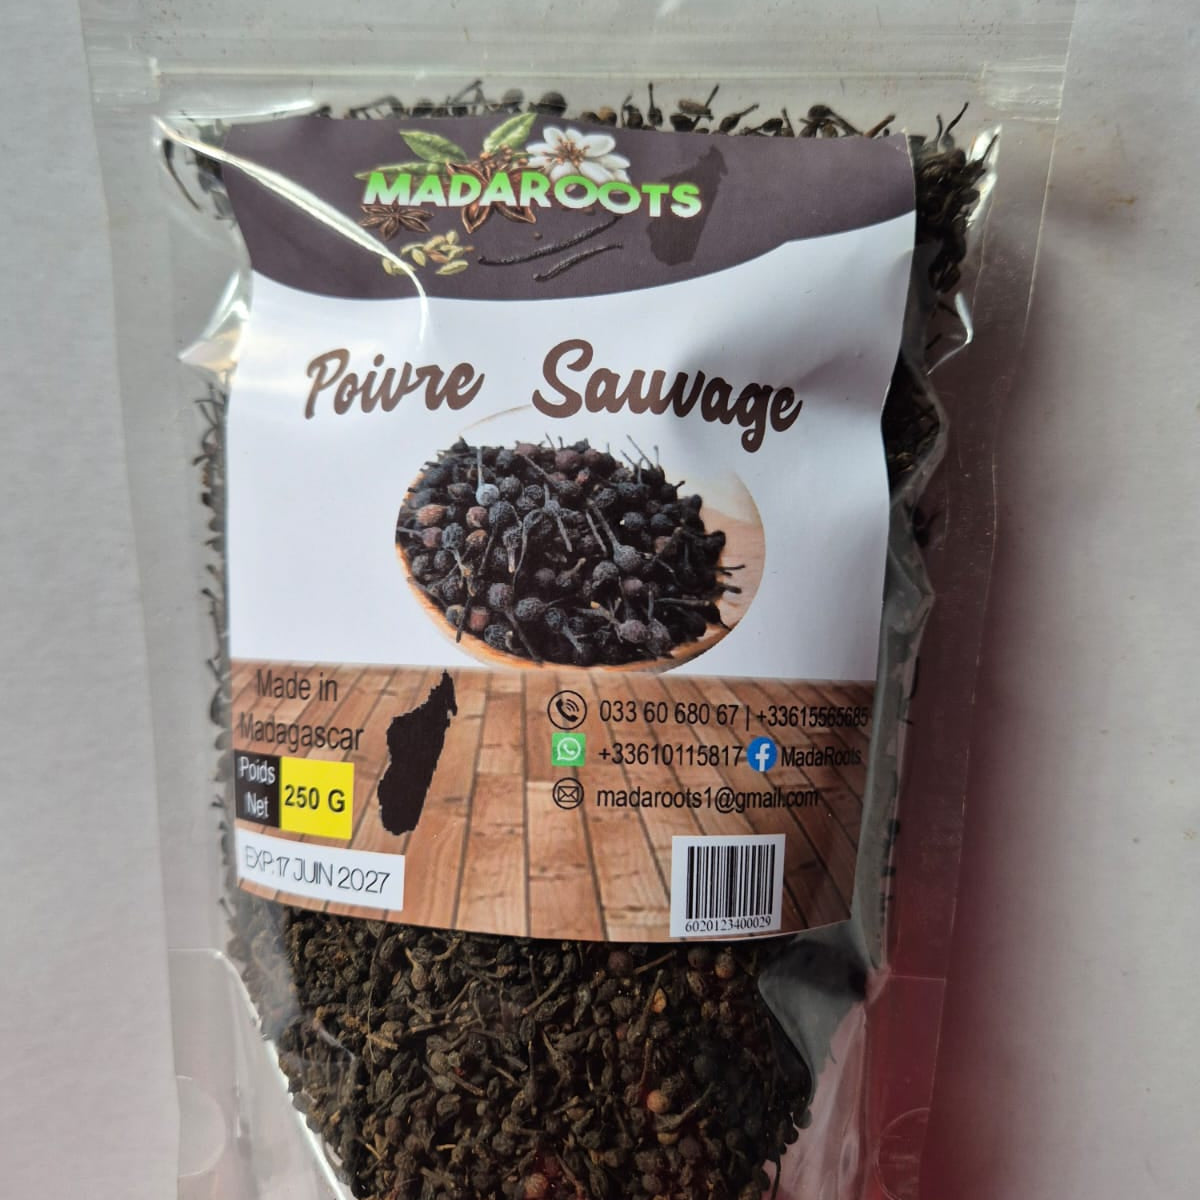 MADAROOTS
Poivre Sauvage
Made in
Madagascar
Poids
Net
250 G
EXP:17 JUIN 2027
033 60 680 67 | +33615565685
+33610115817 MadaRoots
madaroots1@gmail.com
6020123400029